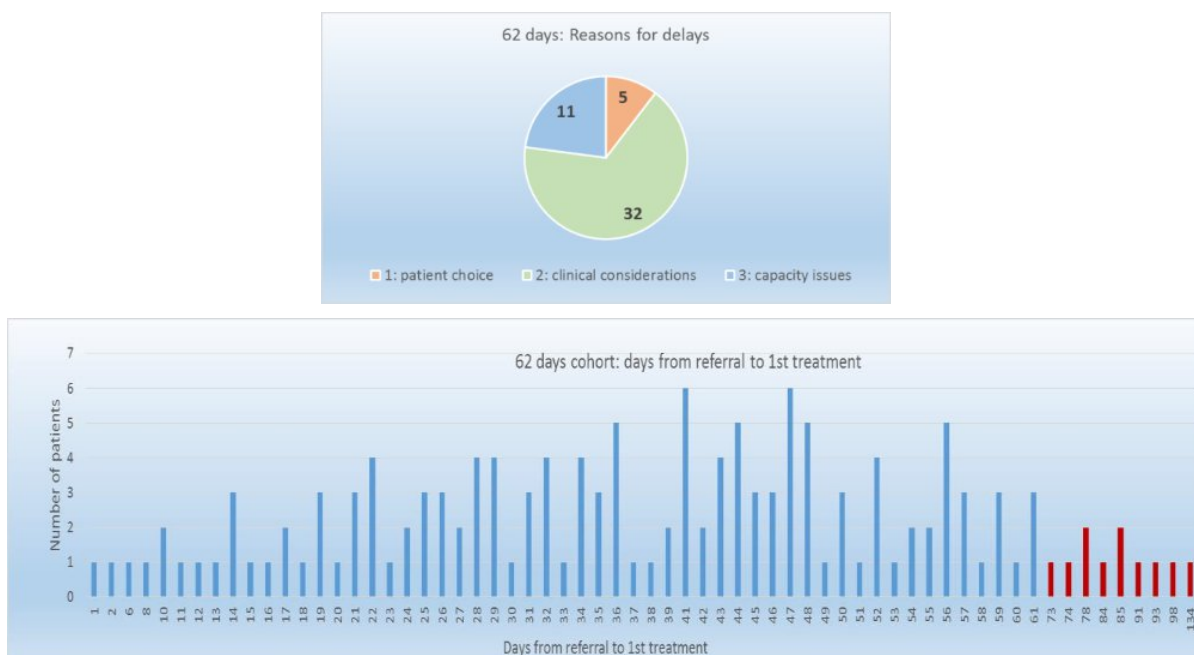 62 days: Reasons for delays
5
11
32
1: patient choice 2: clinical considerations 3: capacity issues
62 days cohort: days from referral to 1st treatment
Number of patients
7
6
5
4
3
2
1
0
1 2 6 8 10 11 12 13 14 15 16 17 18 19 20 21 22 23 24 25 26 27 28 29 30 31 32 33 34 35 36 37 38 39 41 42 43 44 45 46 47 48 49 50 51 52 53 54 55 56 57 58 59 60 61 73 74 78 84 85 91 93 98 134
Days from referral to 1st treatment